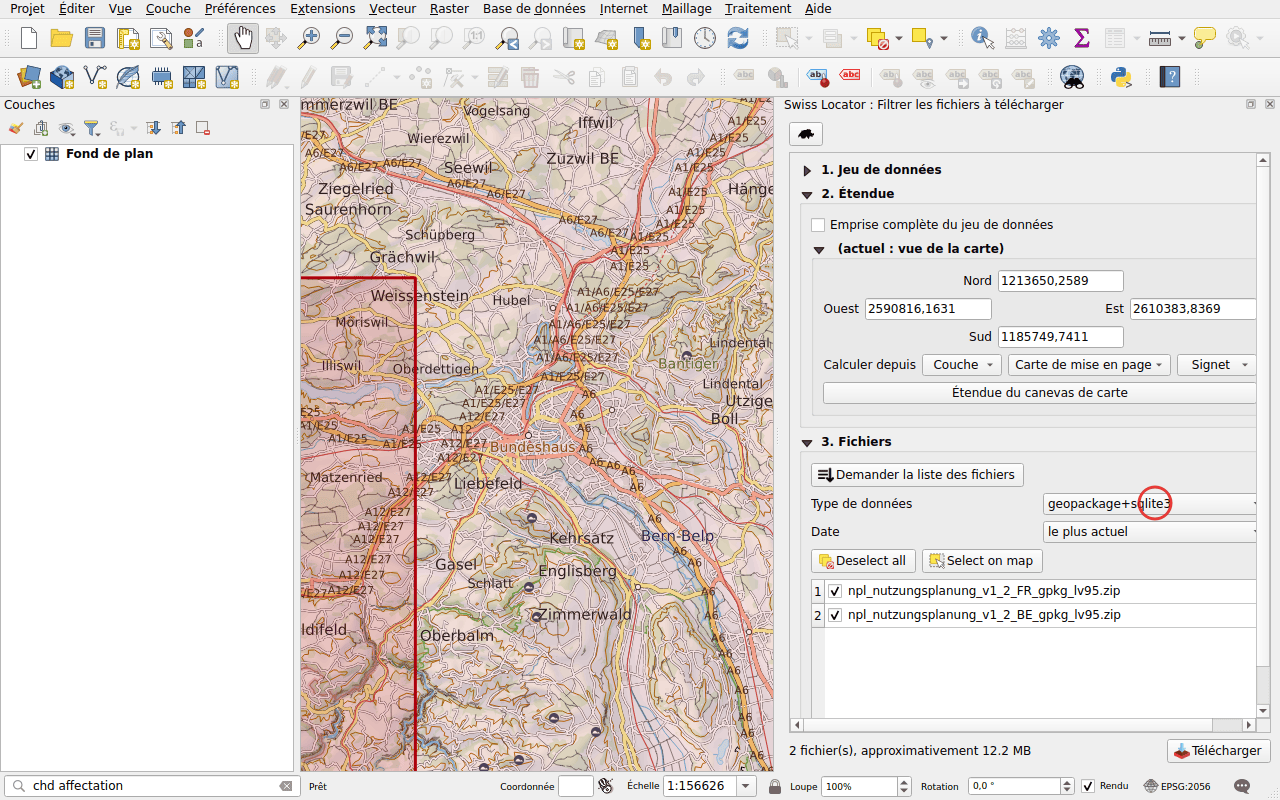 Projet Éditer Vue Couche Préférences Extensions Vecteur Raster Base de données Internet Maillage Traitement Aide
Couches
Fond de plan
mmerzwil BE
Vogelsang
Iffwil
Wierezwil
Zuzwil BE
Seewil
Ziegelried
Saurenhorn
Schüpberg
Grächwil
Weissenstein
Hubel
Möriswil
Illiswil
Oberdettigen
Lindental
Bantiger
Lindental
Utzige
Boll
Bundeshaus
Matzenried
Liebefeld
Kehrsatz
Bern-Belp
Gasel
Englisberg
Schlatt
Zimmerwald
ldifeld
Oberbalm
Swiss Locator : Filtrer les fichiers à télécharger
1. Jeu de données
2. Étendue
Emprise complète du jeu de données
(actuel : vue de la carte)
Nord 1213650,2589
Ouest 2590816,1631 Est 2610383,8369
Sud 1185749,7411
Calculer depuis Couche Carte de mise en page Signet
Étendue du canevas de carte
3. Fichiers
Demander la liste des fichiers
Type de données geopackage+sqlite3
Date le plus actuel
Deselect all Select on map
1 npl_nutzungsplanung_v1_2_FR_gpkg_lv95.zip
2 npl_nutzungsplanung_v1_2_BE_gpkg_lv95.zip
2 fichier(s), approximativement 12.2 MB Télécharger
chd affectation Prêt Coordonnée Échelle 1:156626 Loupe 100% Rotation 0,0 ° Rendu EPSG:2056